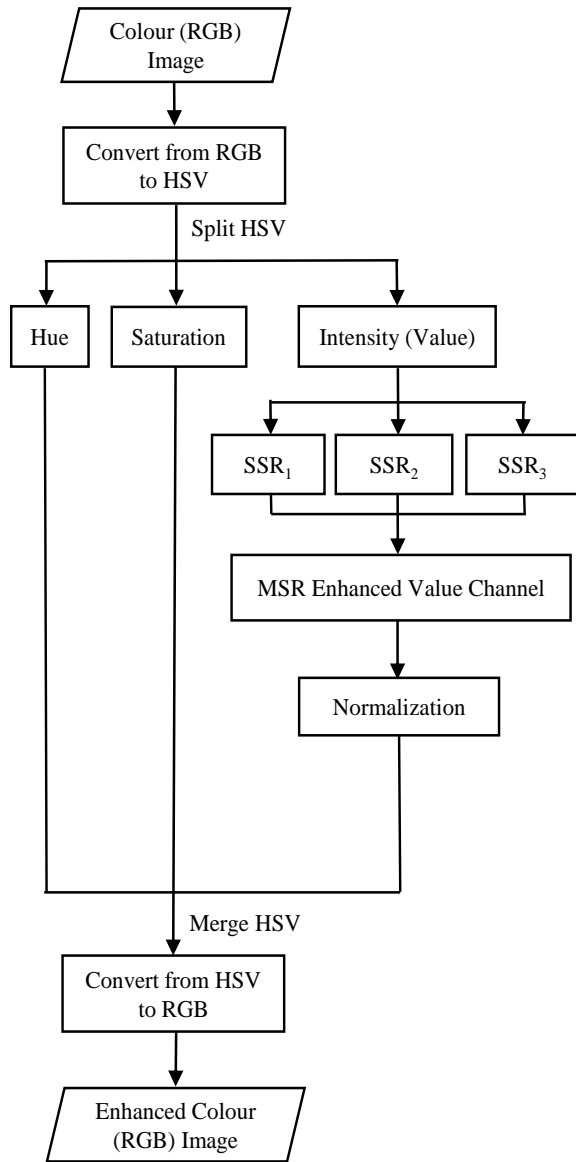 Colour (RGB)
Image
Convert from RGB
to HSV
Split HSV
Hue
Saturation
Intensity (Value)
SSR₁
SSR₂
SSR₃
MSR Enhanced Value Channel
Normalization
Merge HSV
Convert from HSV
to RGB
Enhanced Colour
(RGB) Image